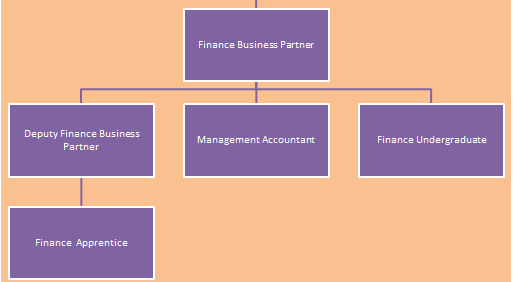 Finance Business Partner
Deputy Finance Business
Partner
Management Accountant
Finance Undergraduate
Finance Apprentice